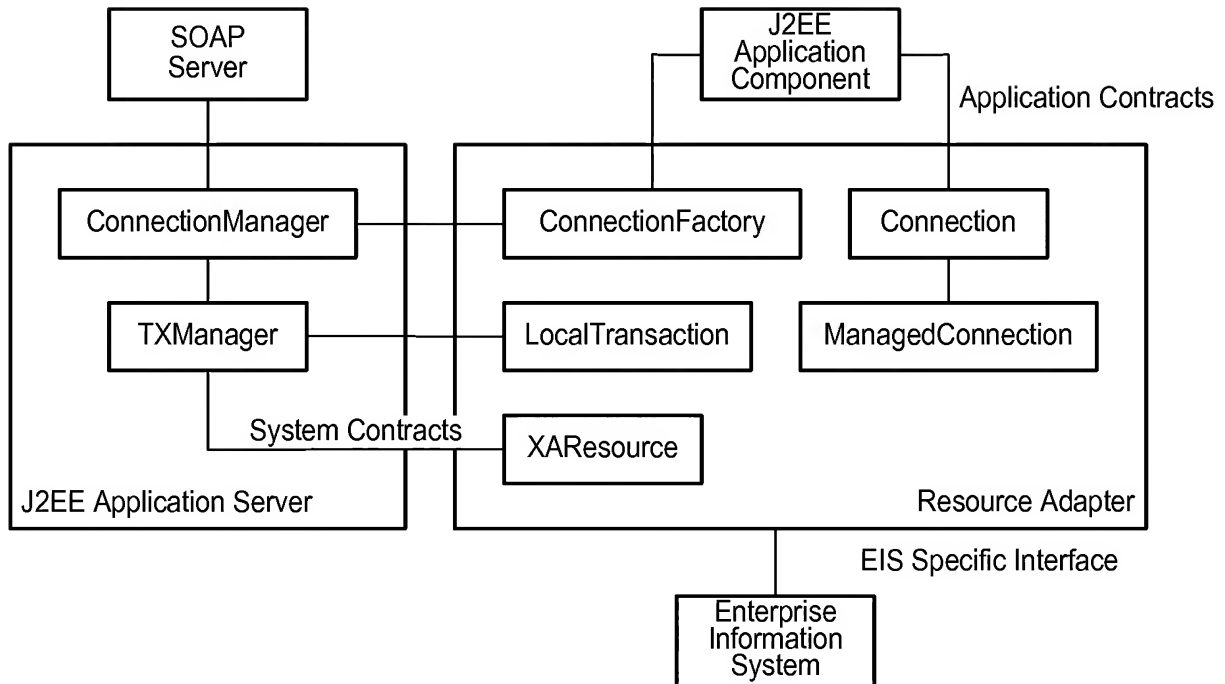 SOAP
Server
J2EE
Application
Component
Application Contracts
ConnectionManager
ConnectionFactory
Connection
TXManager
LocalTransaction
ManagedConnection
System Contracts
XAResource
J2EE Application Server
Resource Adapter
EIS Specific Interface
Enterprise
Information
System